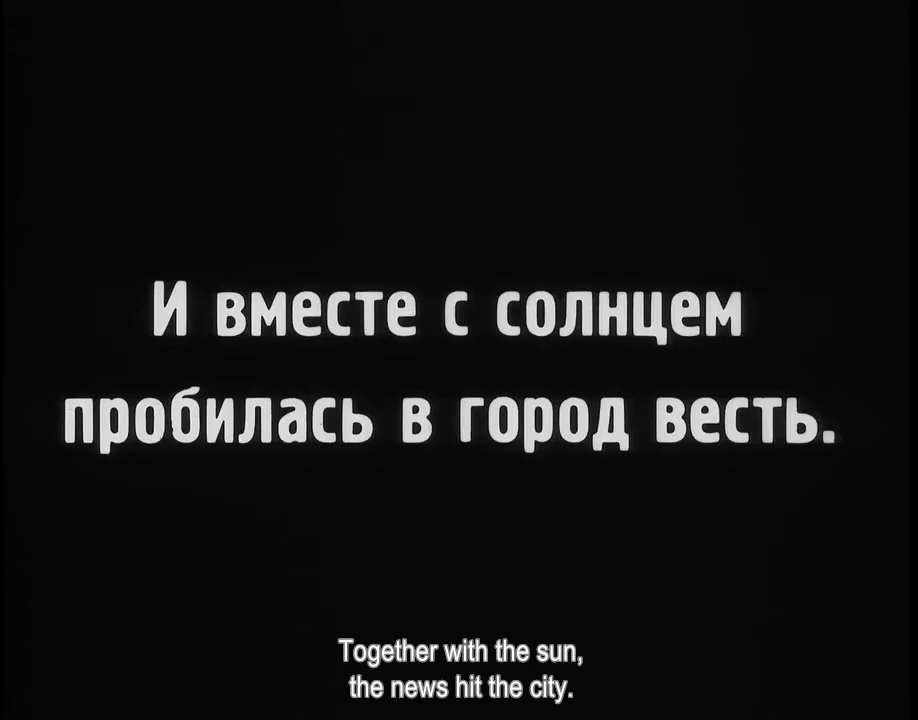 И вместе с солнцем
пробилась в город весть.
Together with the sun,
the news hit the city.